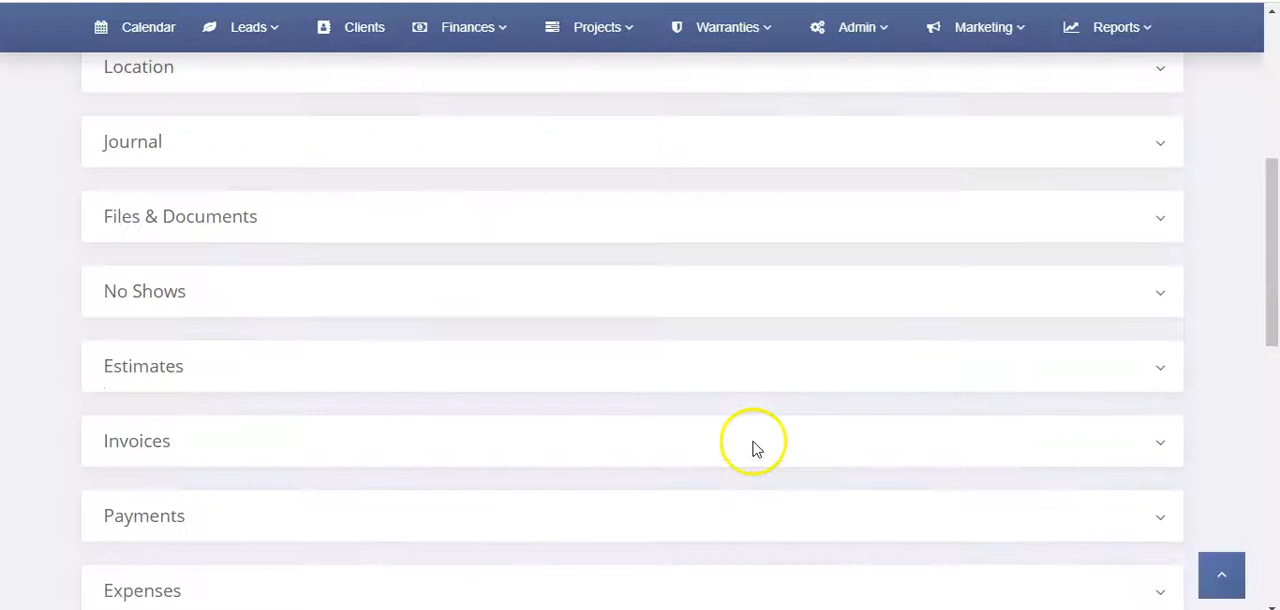 Calendar Leads Clients Finances Projects Warranties Admin Marketing Reports
Location
Journal
Files & Documents
No Shows
Estimates
Invoices
Payments
Expenses